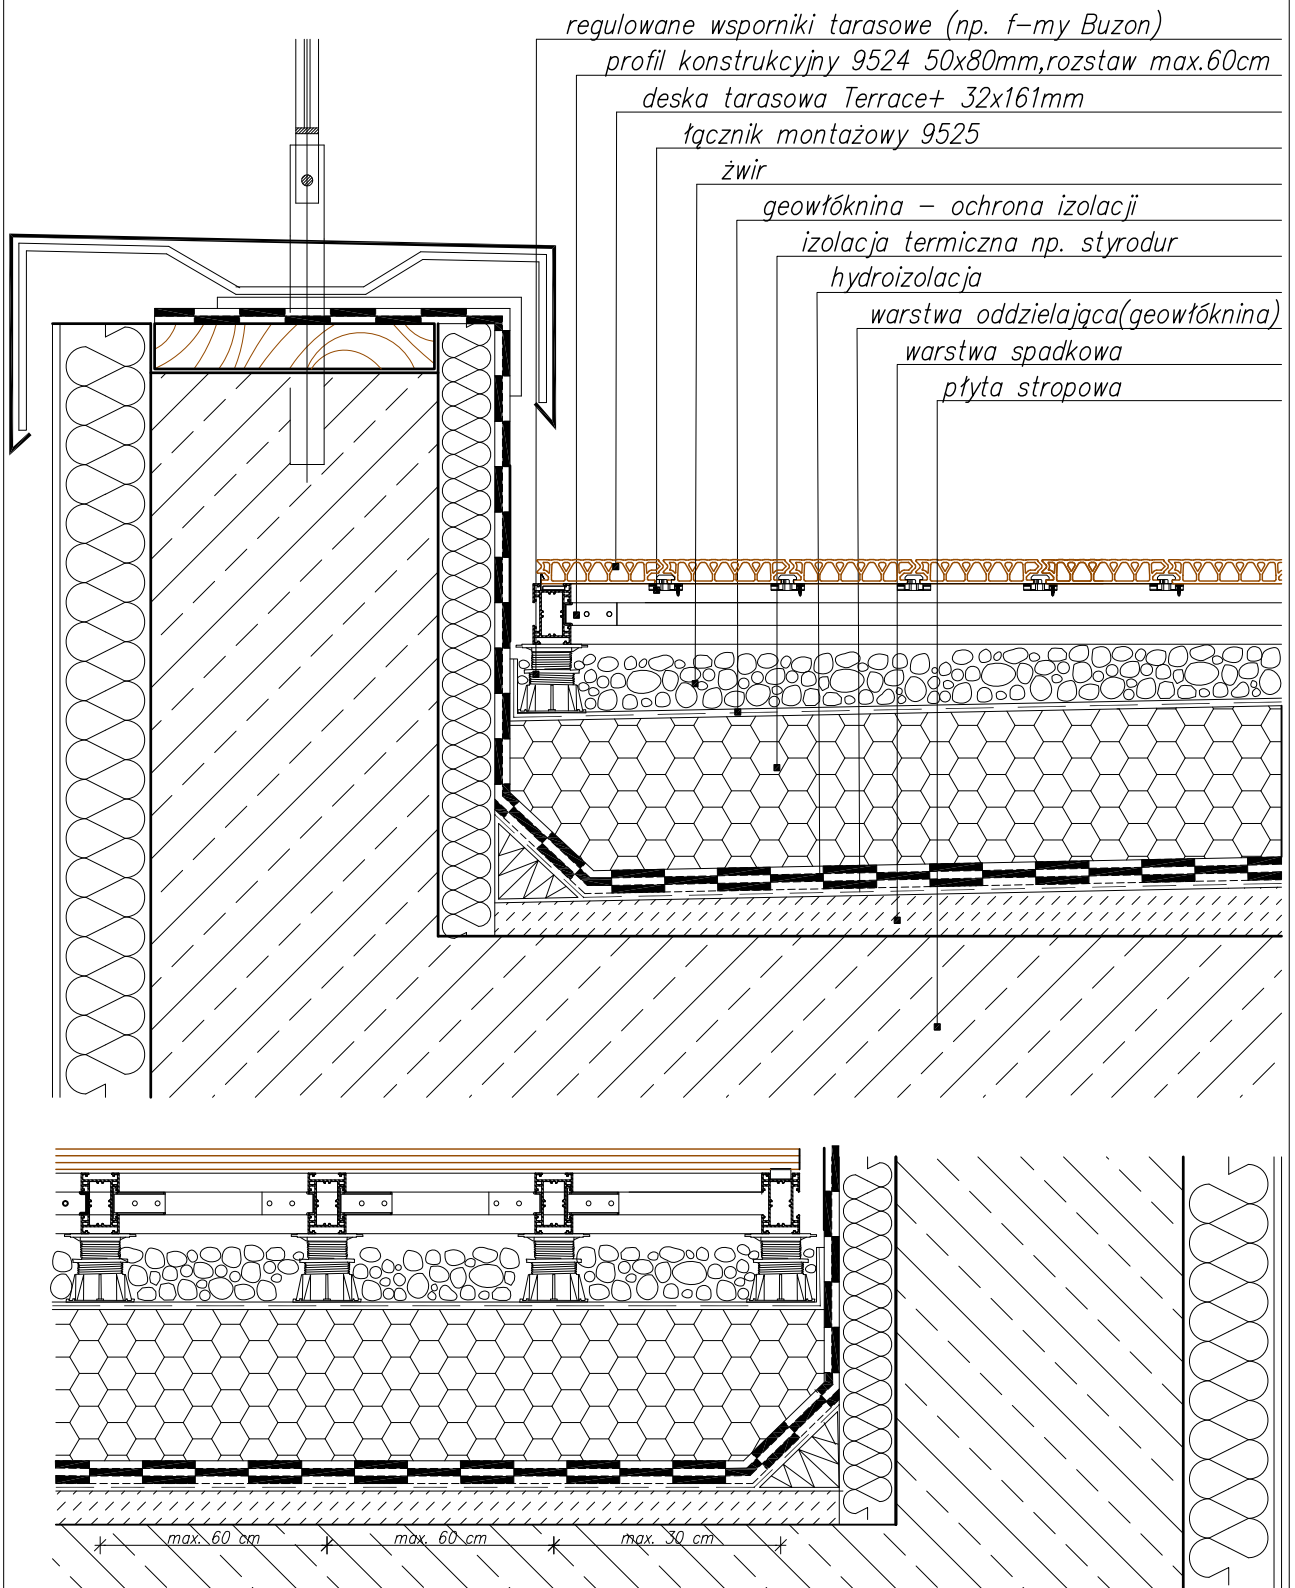 regulowane wsporniki tarasowe (np. f-my Buzon)
profil konstrukcyjny 9524 50x80mm,rozstaw max.60cm
deska tarasowa Terrace+ 32x161mm
łącznik montażowy 9525
żwir
geowłóknina - ochrona izolacji
izolacja termiczna np. styrodur
hydroizolacja
warstwa oddzielająca(geowłóknina)
warstwa spadkowa
płyta stropowa
max. 60 cm
max. 60 cm
max. 30 cm